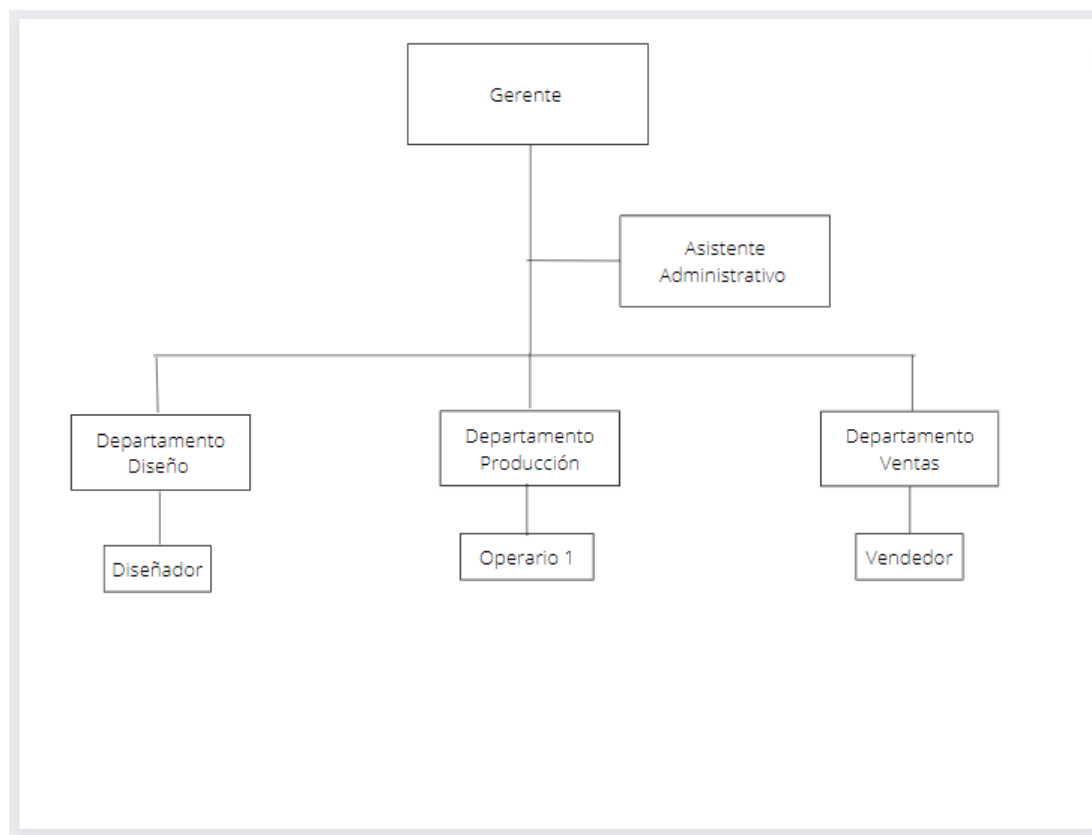 Gerente
Asistente
Administrativo
Departamento
Diseño
Departamento
Producción
Departamento
Ventas
Diseñador
Operario 1
Vendedor